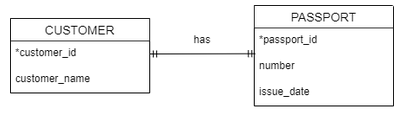 CUSTOMER
*customer_id
customer_name
has
PASSPORT
*passport_id
number
issue_date